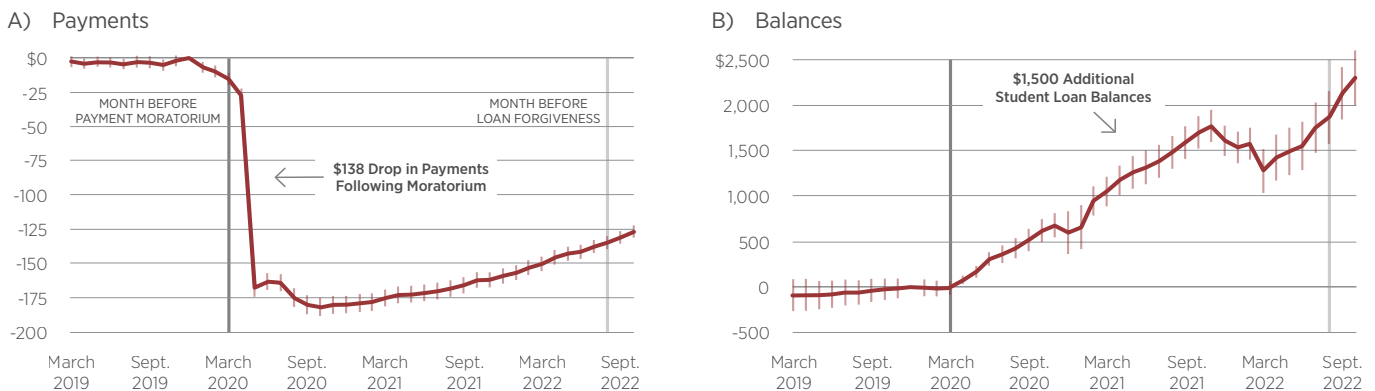 A) Payments
$0
-25
-50
-75
-100
-125
-150
-175
-200
MONTH BEFORE
PAYMENT MORATORIUM
MONTH BEFORE
LOAN FORGIVENESS
$138 Drop in Payments
Following Moratorium
March Sept. March Sept. March Sept. March Sept.
2019 2019 2020 2020 2021 2021 2022 2022
B) Balances
$2,500
2,000
1,500
1,000
500
0
-500
$1,500 Additional
Student Loan Balances
March Sept. March Sept. March Sept. March Sept.
2019 2019 2020 2020 2021 2021 2022 2022